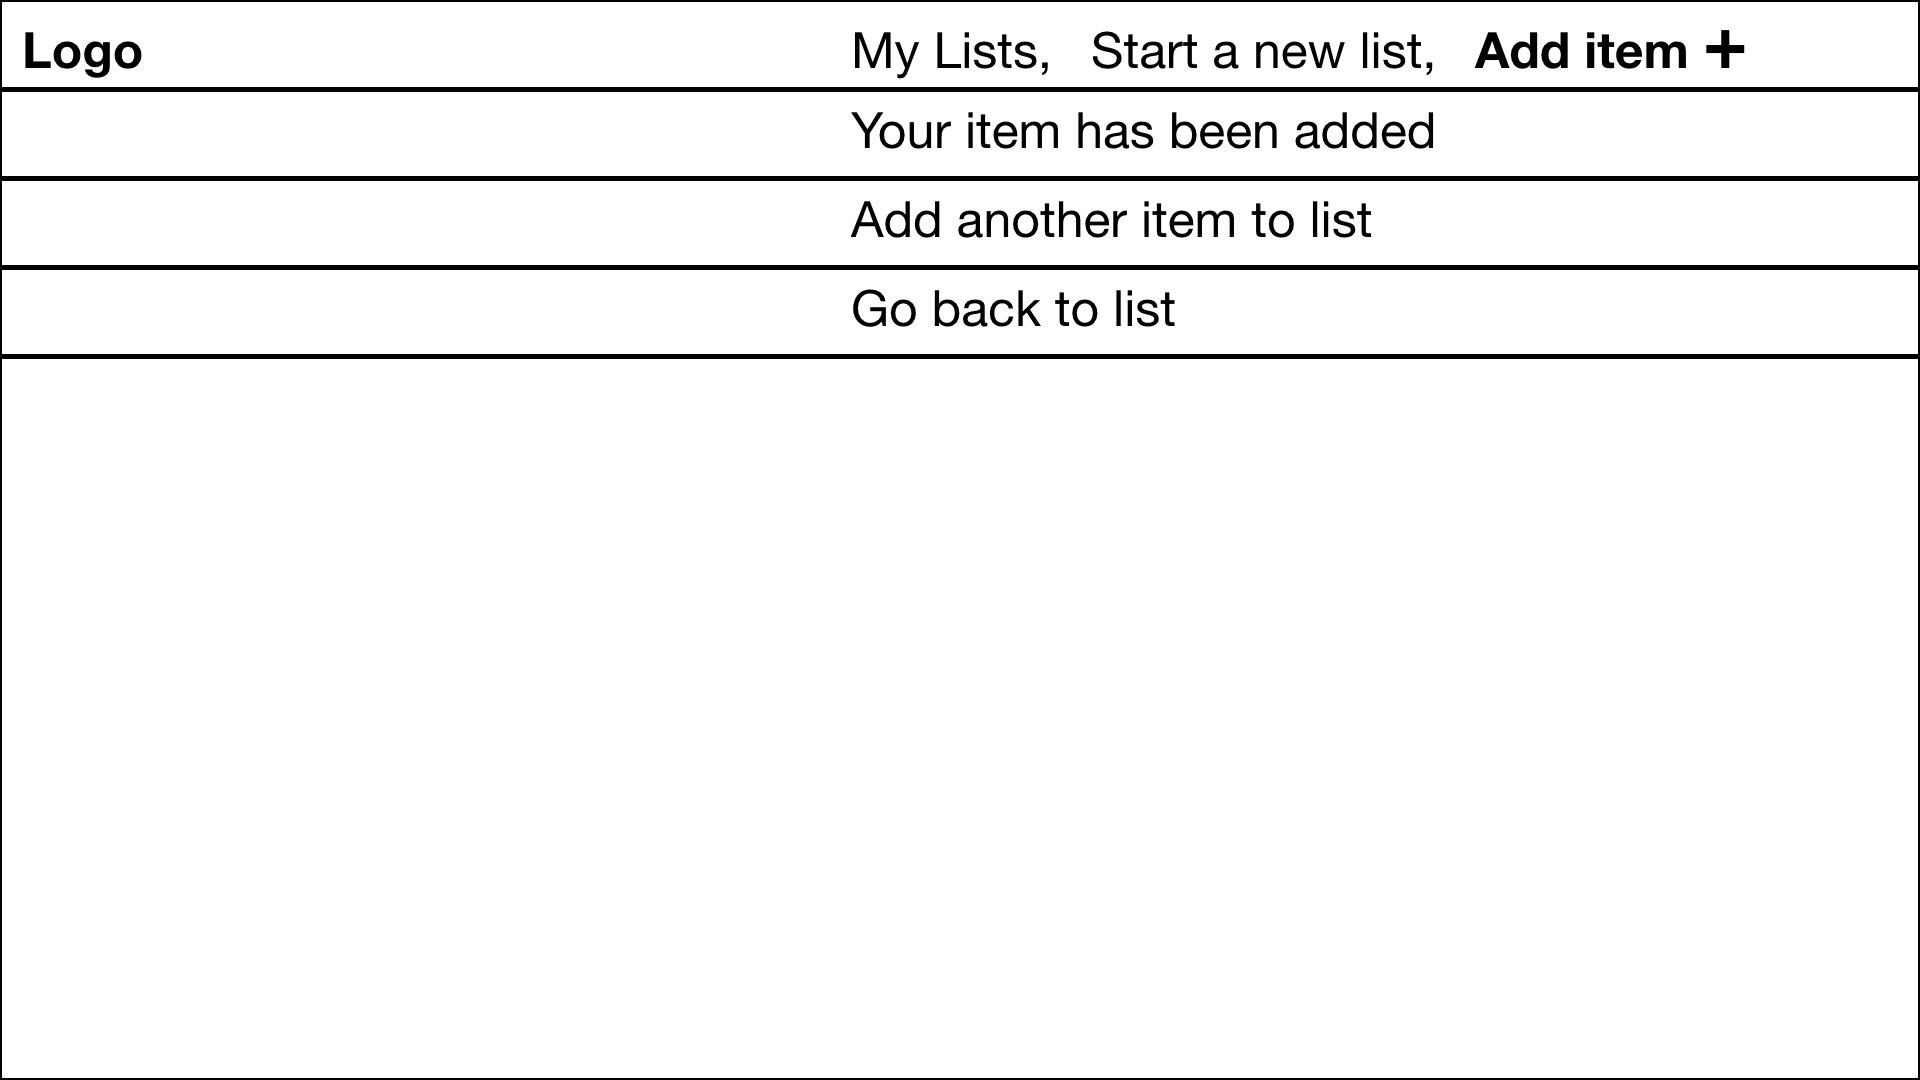 Logo My Lists, Start a new list, Add item +
Your item has been added
Add another item to list
Go back to list